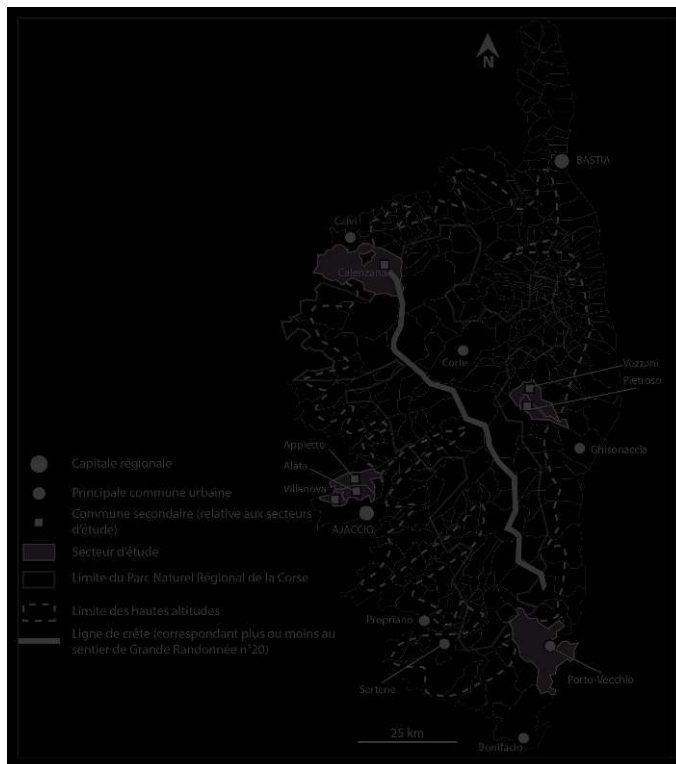 N
BASTIA
Calvi
Calenzana
Corte
Vezzani
Pietroso
Ghisonaccia
Appietto
Alata
Villanova
AJACCIO
Capitale régionale
Principale commune urbaine
Commune secondaire (relative aux secteurs
d'étude)
Secteur d'étude
Limite du Parc Naturel Régional de la Corse
Limite des hautes altitudes
Ligne de crête (correspondant plus ou moins au
sentier de Grande Randonnée n°20)
Propriano
Sartene
Porto-Vecchio
25 km
Bonifacio